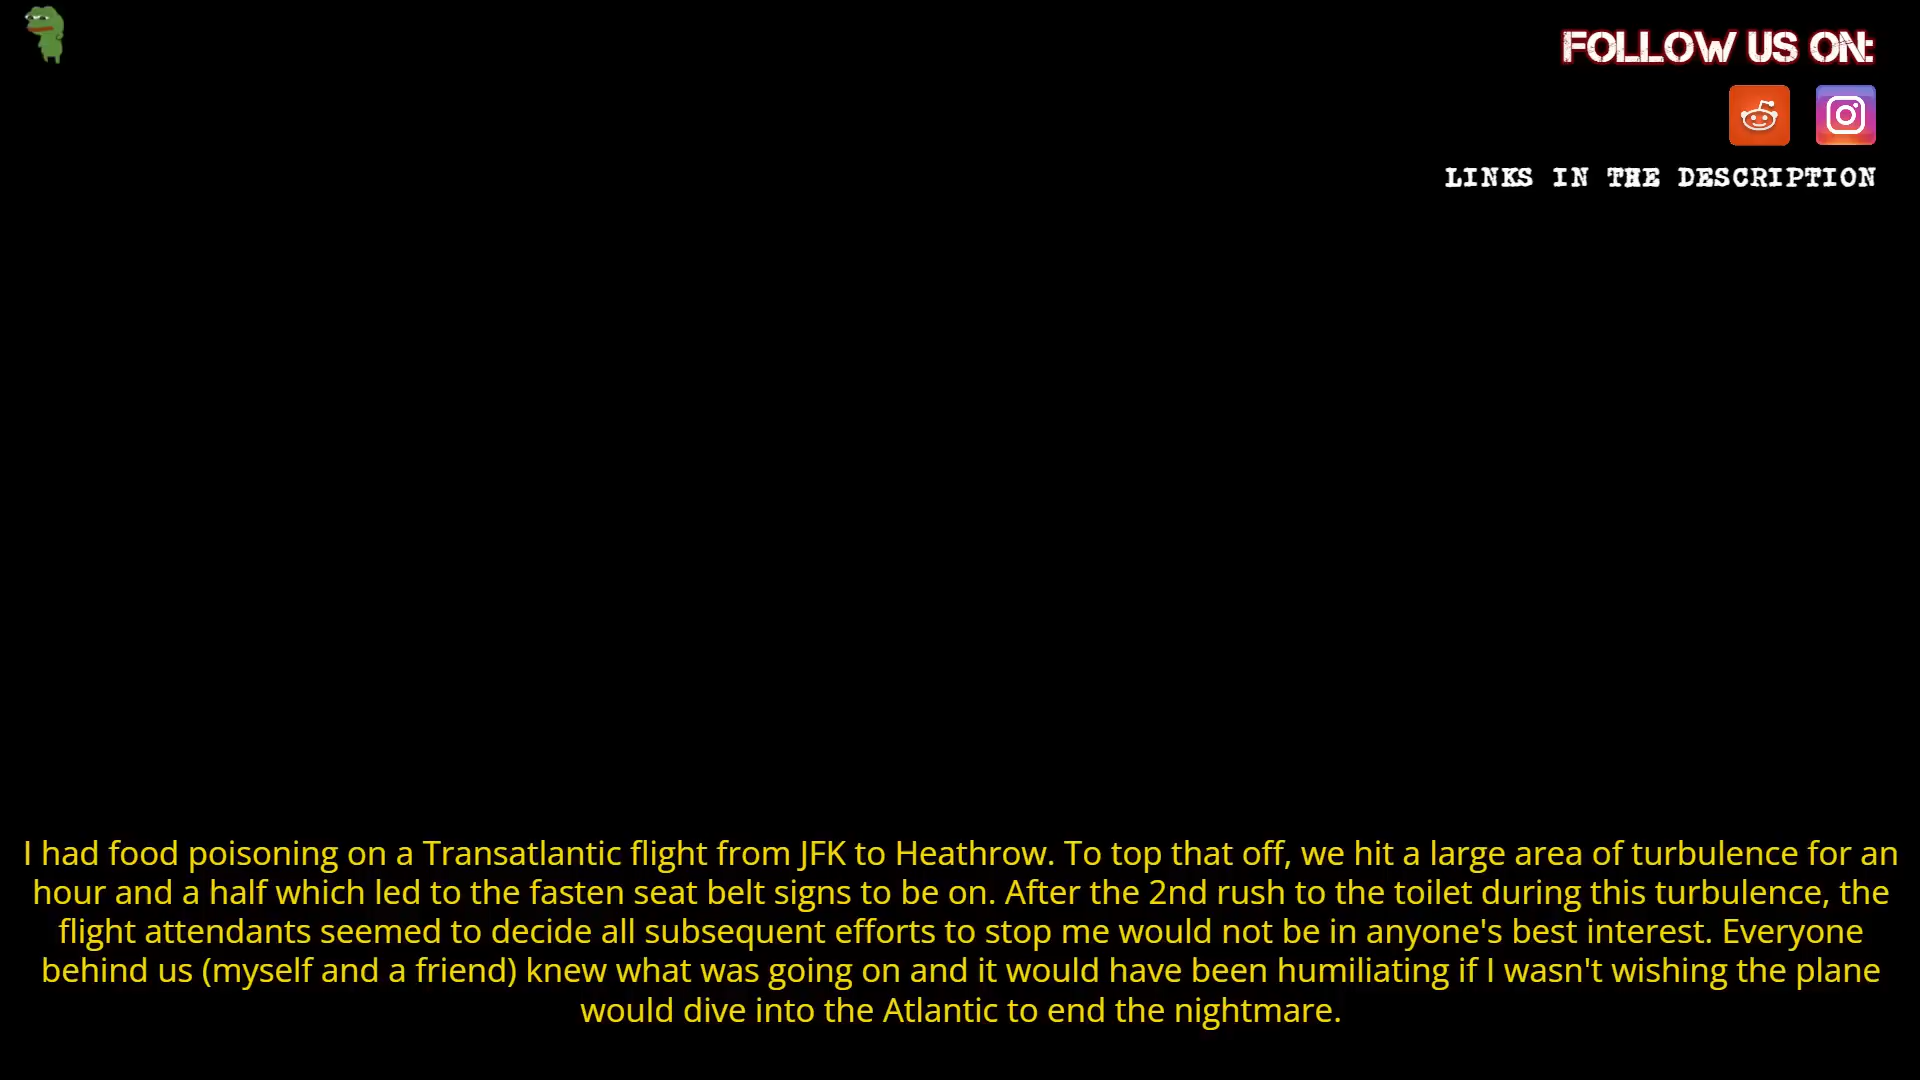 FOLLOW US ON:
LINKS IN THE DESCRIPTION
I had food poisoning on a Transatlantic flight from JFK to Heathrow. To top that off, we hit a large area of turbulence for an
hour and a half which led to the fasten seat belt signs to be on. After the 2nd rush to the toilet during this turbulence, the
flight attendants seemed to decide all subsequent efforts to stop me would not be in anyone's best interest. Everyone
behind us (myself and a friend) knew what was going on and it would have been humiliating if I wasn't wishing the plane
would dive into the Atlantic to end the nightmare.